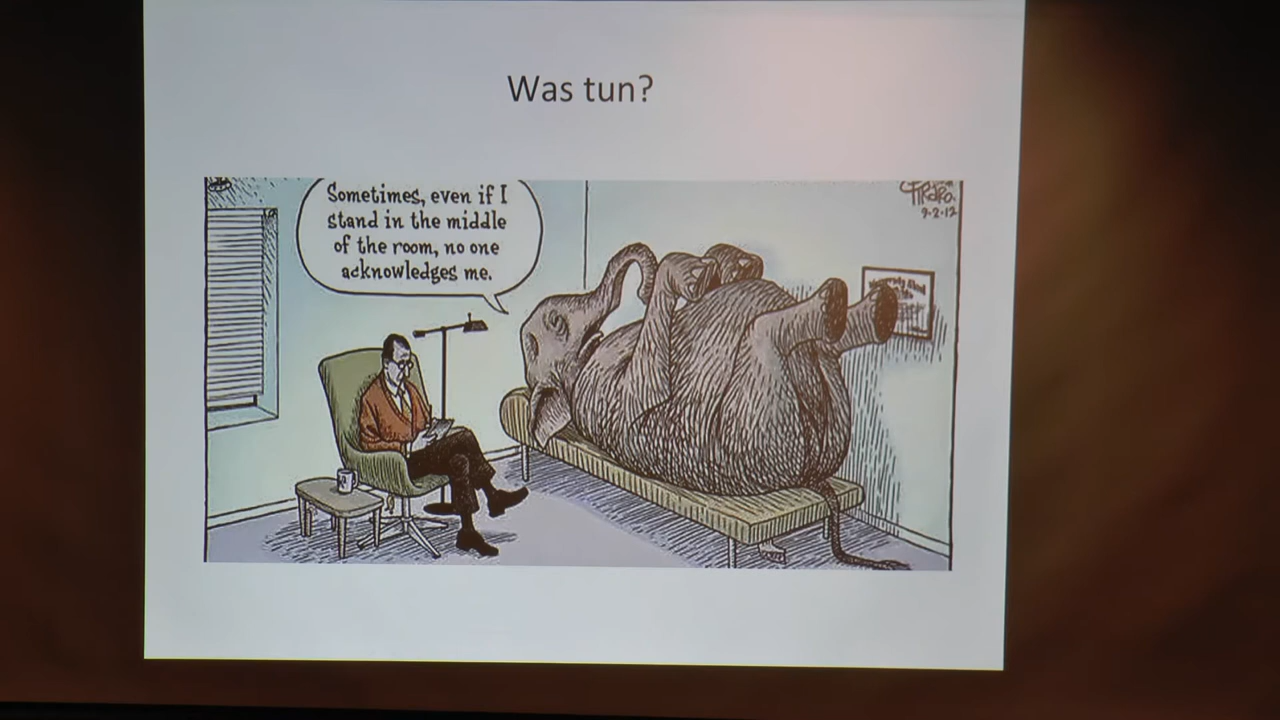 Was tun?
Sometimes, even if I
stand in the middle
of the room, no one
acknowledges me.
9-2-12